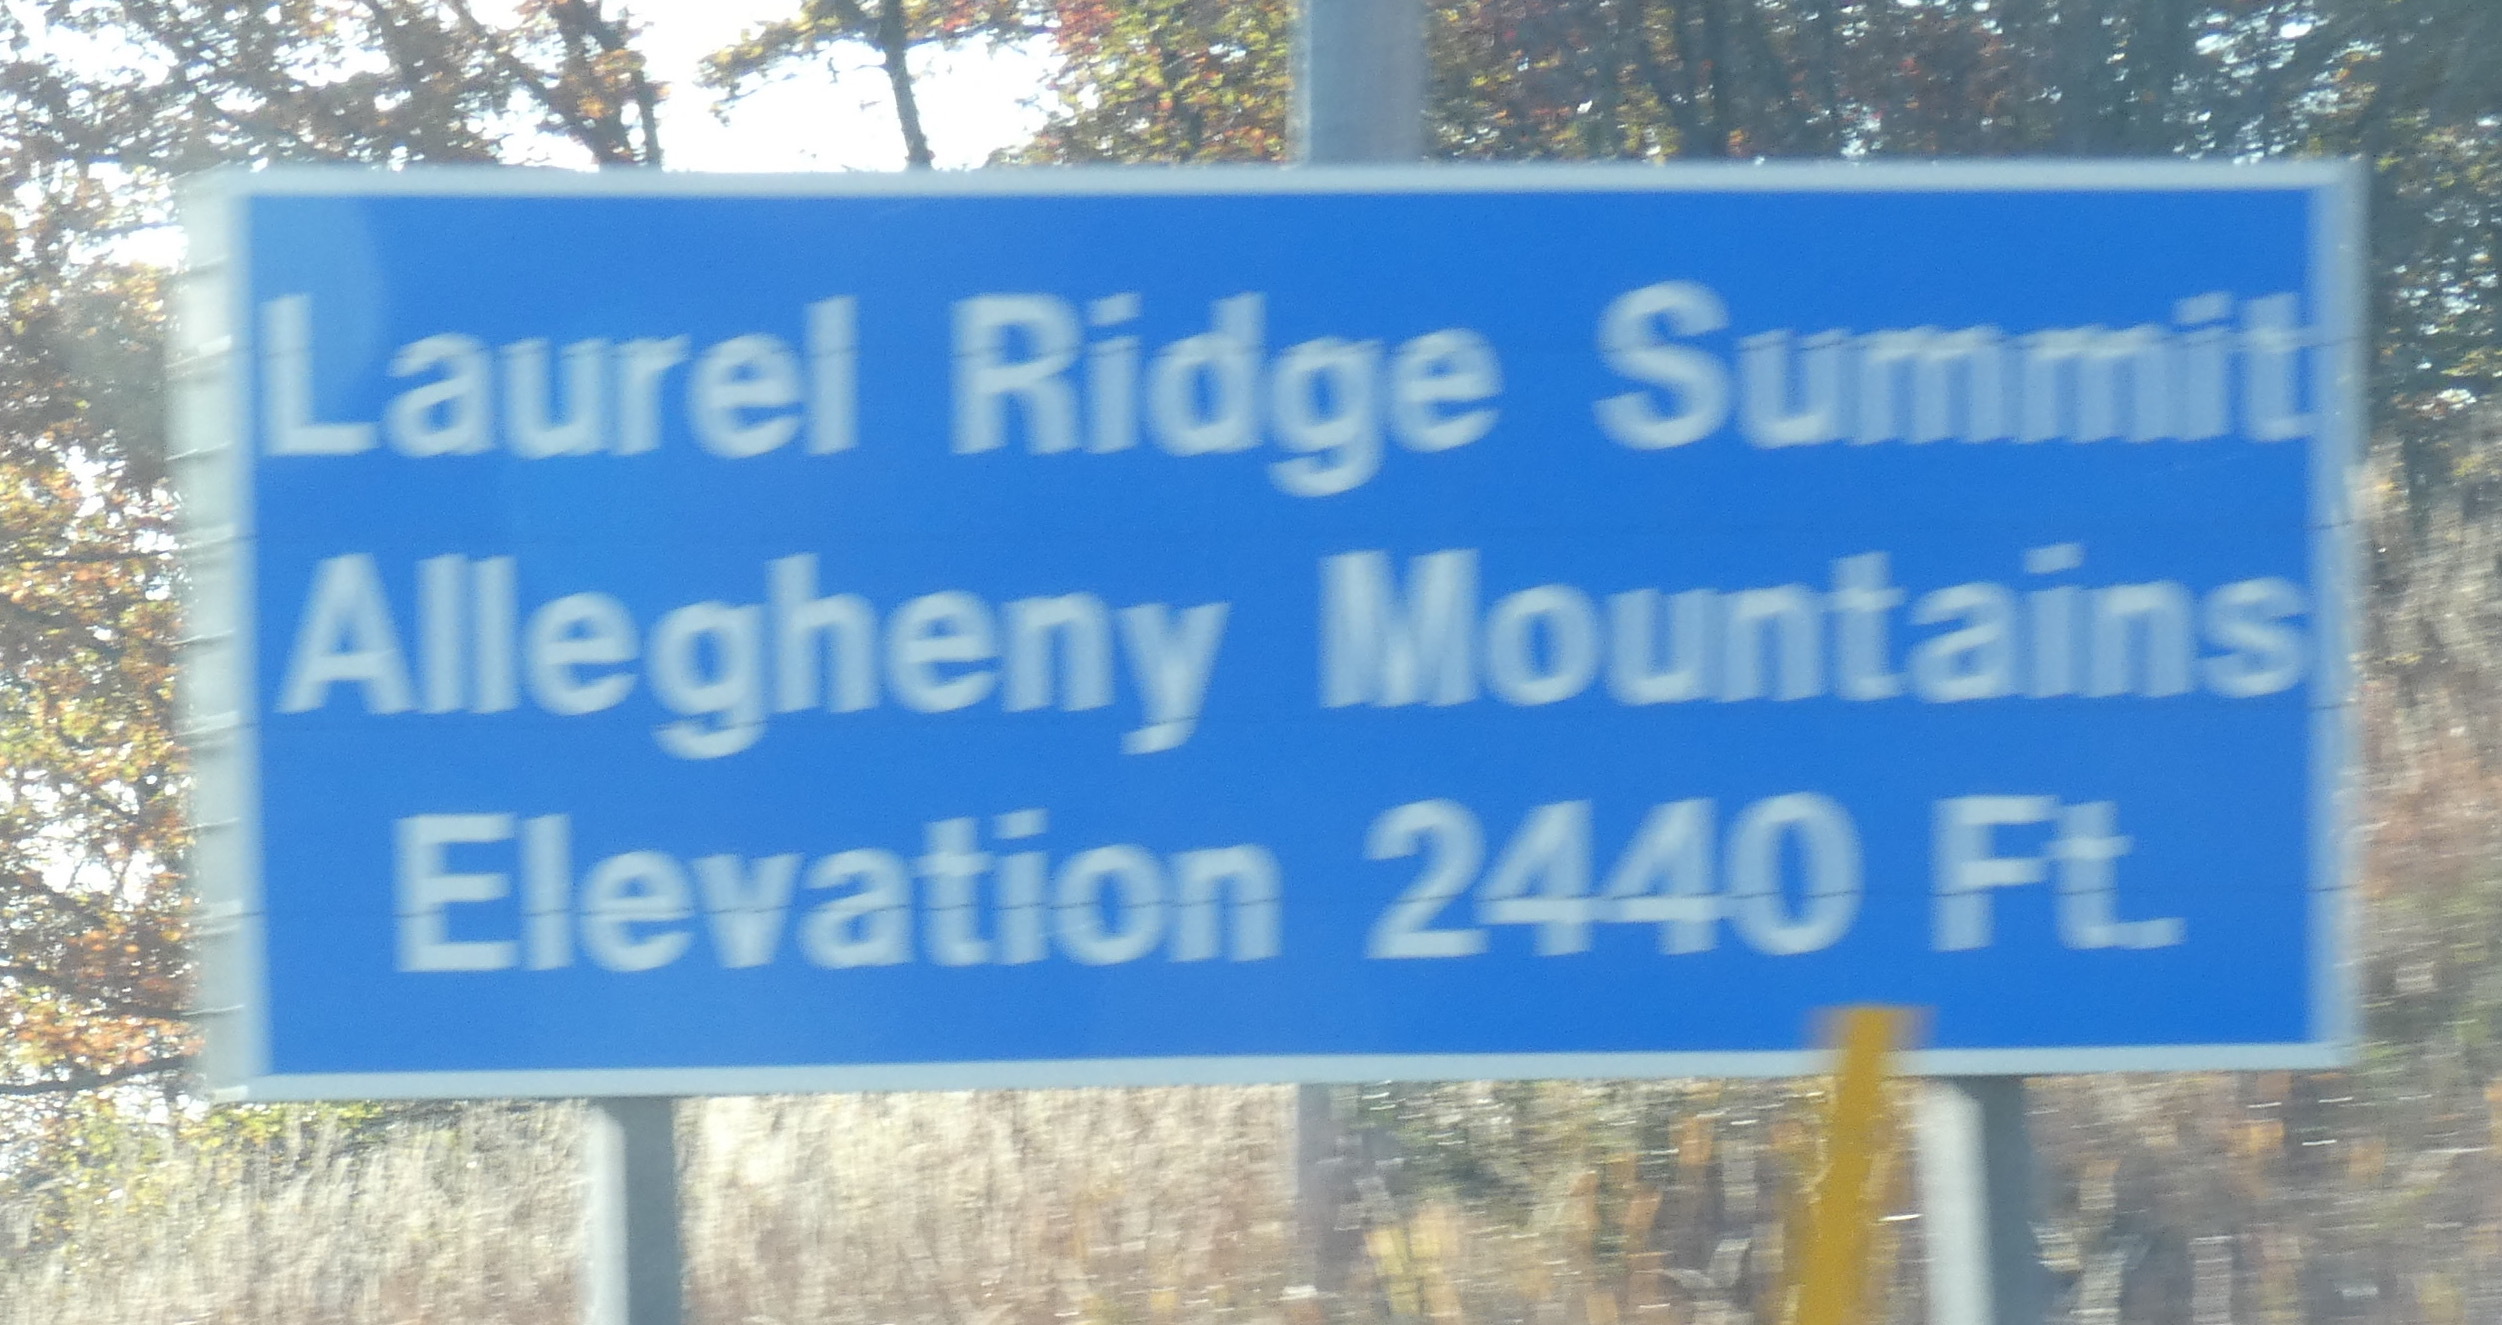 Laurel Ridge Summit
Allegheny Mountains
Elevation 2440 Ft.